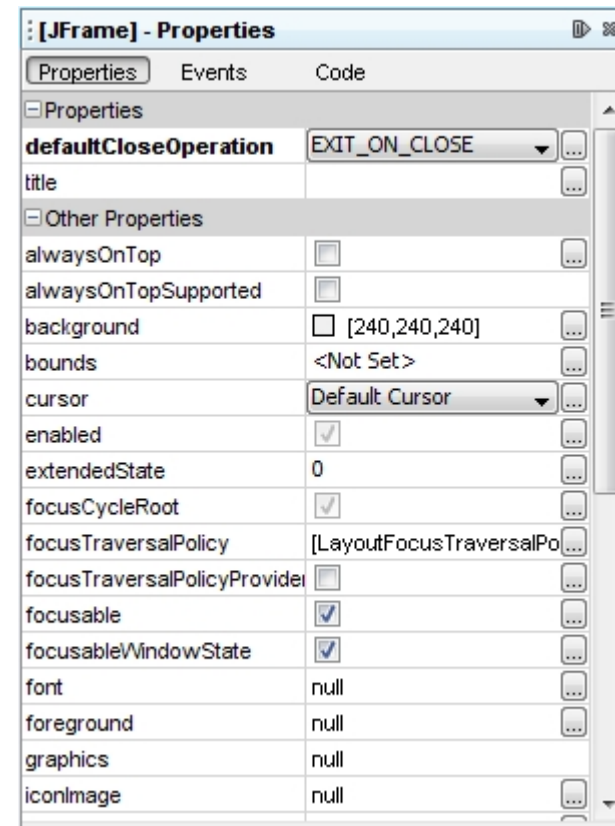 [JFrame] - Properties
Properties Events Code
Properties
defaultCloseOperation EXIT_ON_CLOSE ...
title ...
Other Properties
alwaysOnTop ...
alwaysOnTopSupported
background [240,240,240] ...
bounds <Not Set> ...
cursor Default Cursor ...
enabled ...
extendedState 0 ...
focusCycleRoot ...
focusTraversalPolicy [LayoutFocusTraversalPo ...
focusTraversalPolicyProvider
focusable ...
focusableWindowState ...
font null ...
foreground null ...
graphics null
iconImage null ...